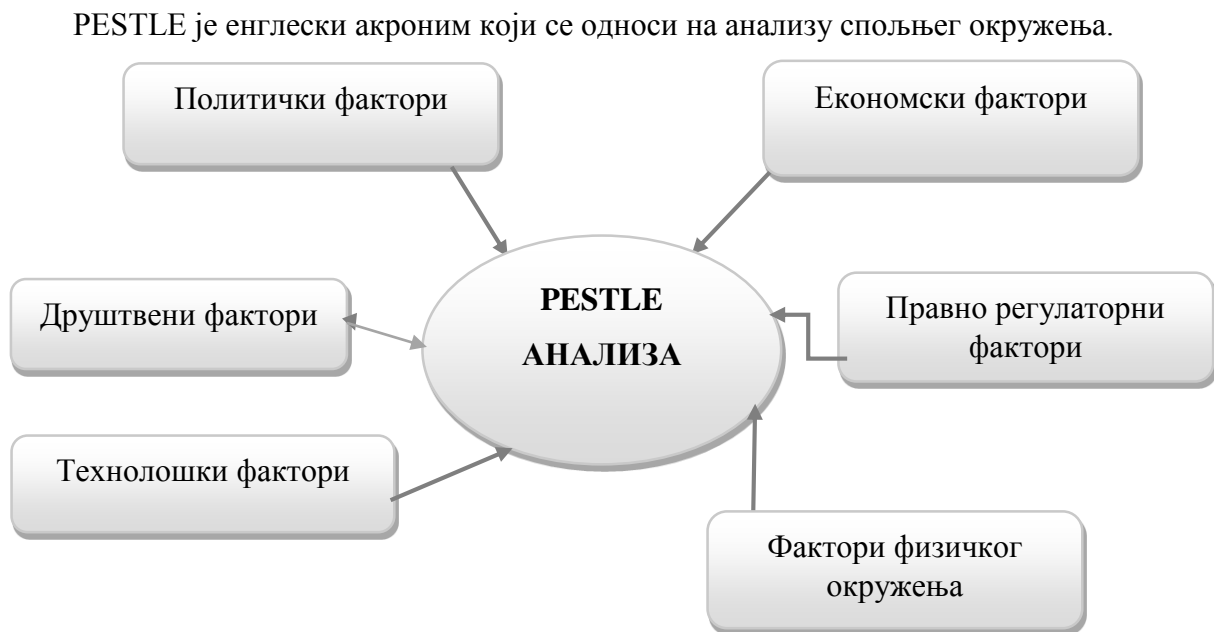 PESTLE је енглески акроним који се односи на анализу спољњег окружења.
Политички фактори
Економски фактори
PESTLE
АНАЛИЗА
Друштвени фактори
Правно регулаторни
фактори
Технолошки фактори
Фактори физичког
окружења